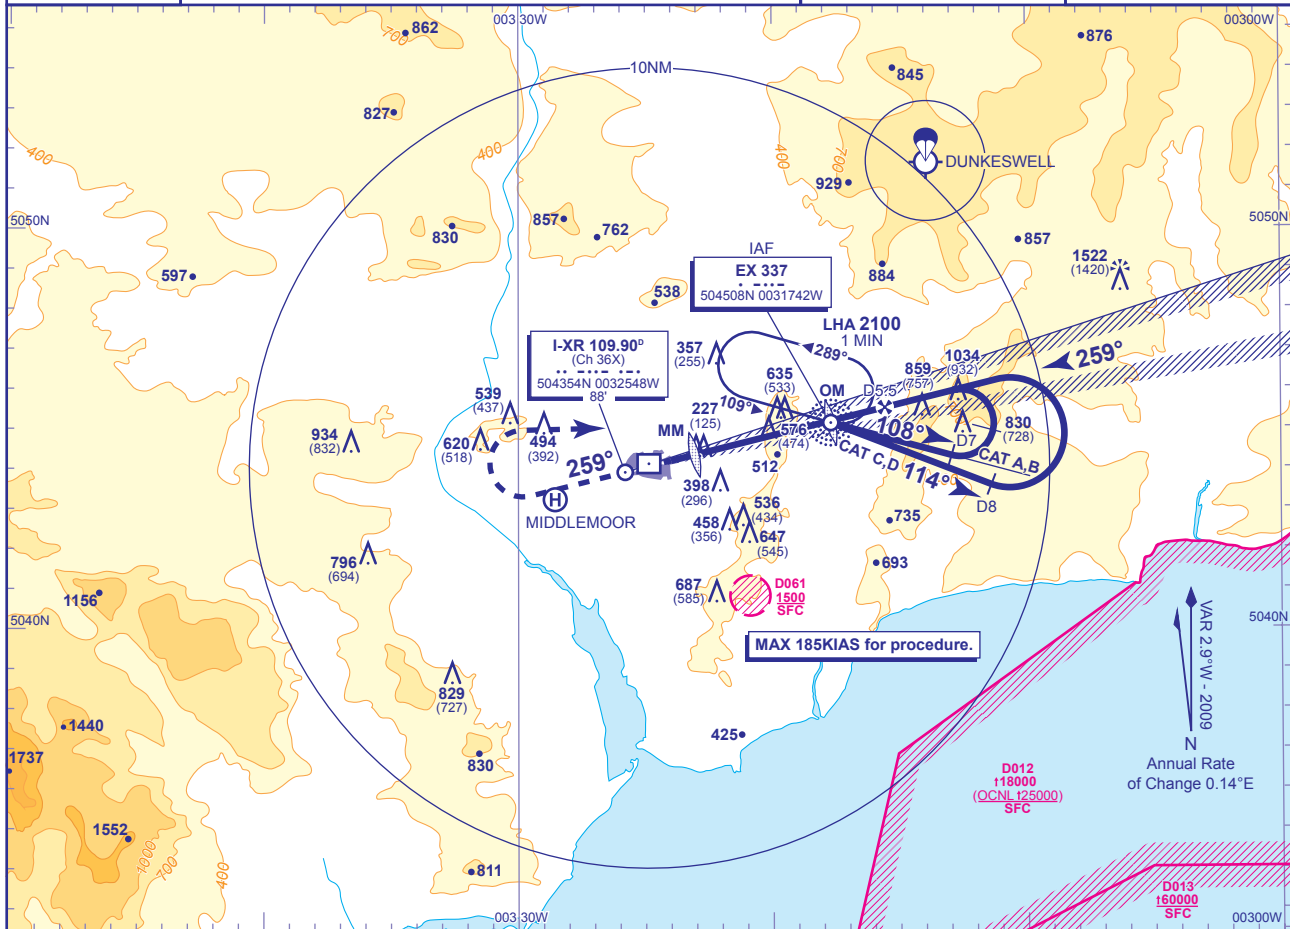 003 30W
00300W
862
700
876
10NM
845
827
400
400
400
700
DUNKESWELL
929
5050N
5050N
857
762
830
857
IAF
EX 337
504508N 0031742W
884
1522
(1420)
597
538
LHA 2100
1 MIN
I-XR 109.90D
(Ch 36X)
504354N 0032548W
88'
357
(255)
289°
259°
1034
(932)
859
(757)
635
(533)
OM
D5.5
539
(437)
109°
227
(125)
MM
576
(474)
108°
830
(728)
D7
494
(392)
934
(832)
620
(518)
259°
512
CAT A,B
CAT C,D 114°
398
(296)
D8
H
MIDDLEMOOR
536
(434)
458
(356)
735
647
(545)
796
(694)
693
687
(585)
D061
1500
SFC
1156
5040N
5040N
VAR 2.9°W - 2009
MAX 185KIAS for procedure.
829
(727)
1440
425
N
Annual Rate
of Change 0.14°E
1737
830
D012
†18000
(OCNL †25000)
SFC
1552
1000
700
400
811
D013
†60000
SFC
003 30W
00300W